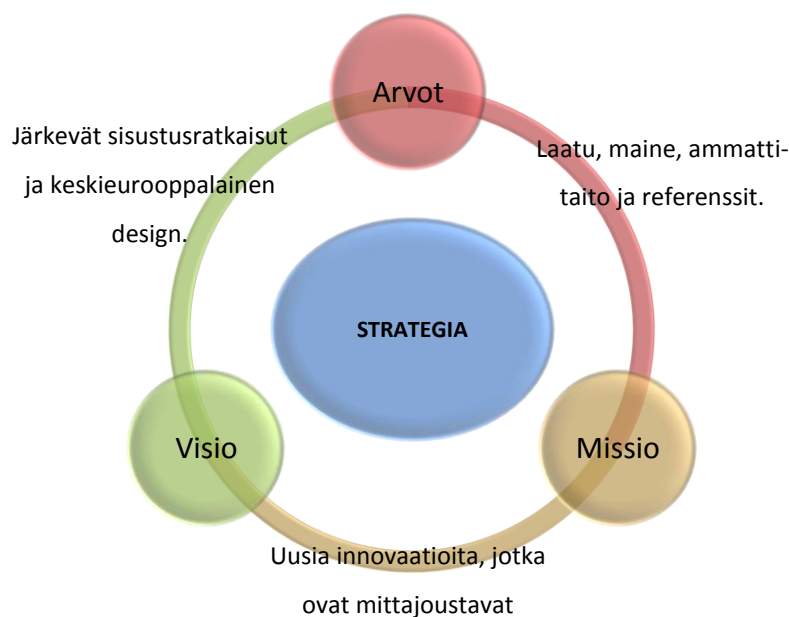 Arvot
Järkevät sisustusratkaisut
ja keskieurooppalainen
design.
Laatu, maine, ammatti-
taito ja referenssit.
STRATEGIA
Visio
Missio
Uusia innovaatioita, jotka
ovat mittajoustavat